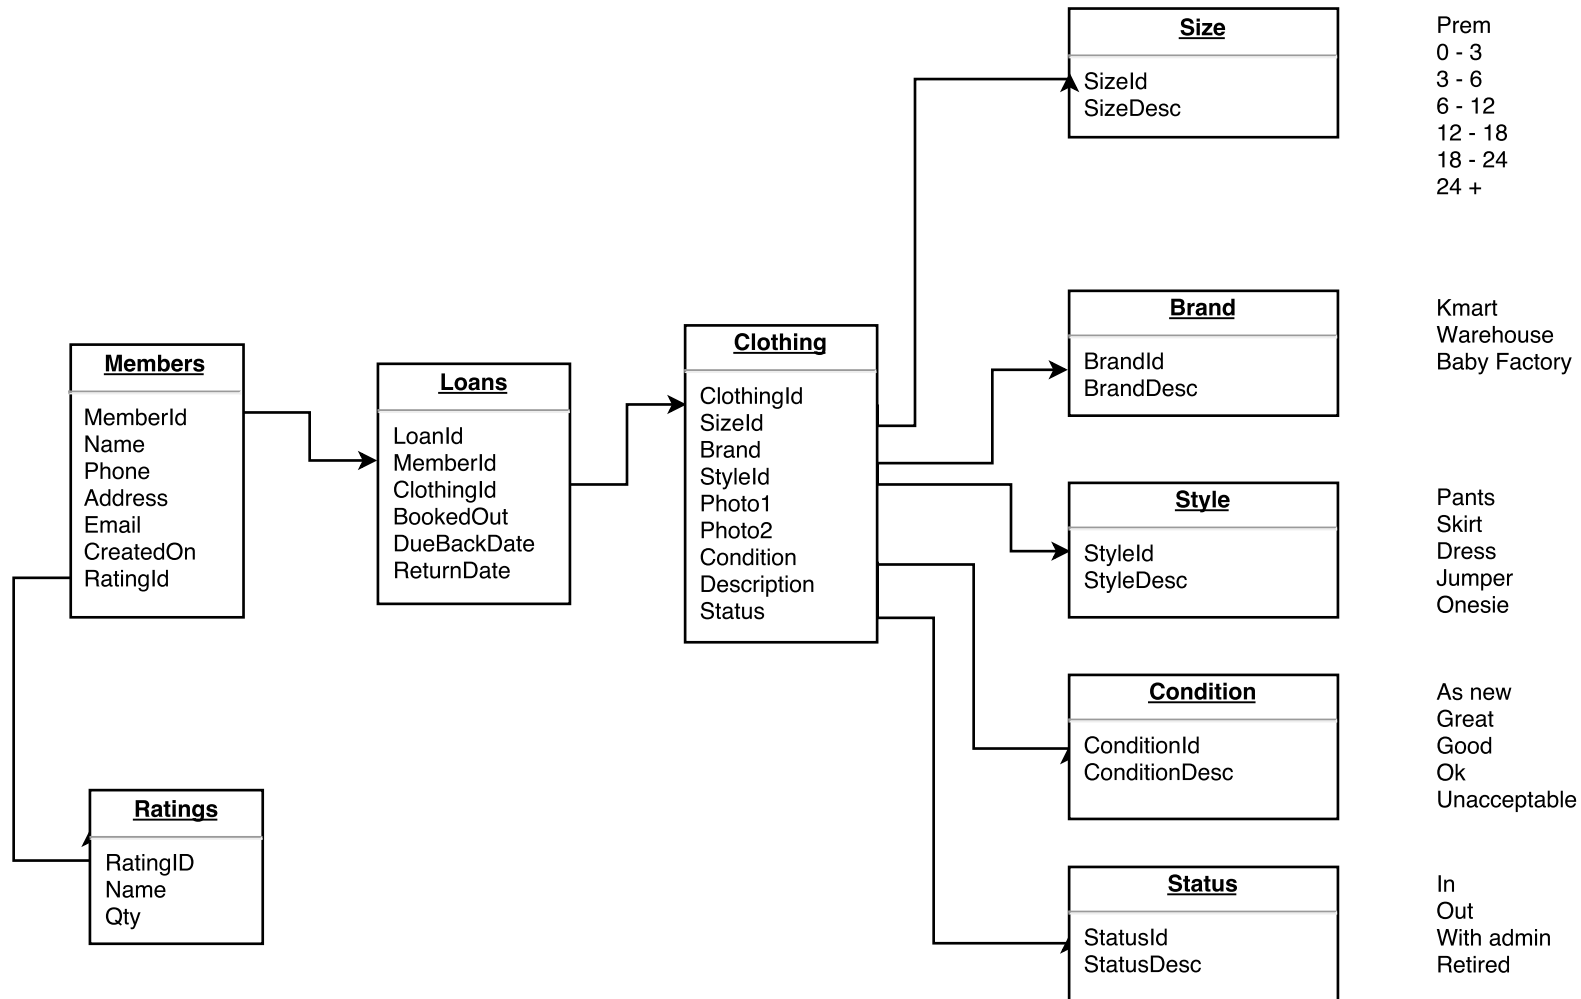 Size
SizeId
SizeDesc
Prem
0 - 3
3 - 6
6 - 12
12 - 18
18 - 24
24 +
Brand
BrandId
BrandDesc
Kmart
Warehouse
Baby Factory
Members
MemberId
Name
Phone
Address
Email
CreatedOn
RatingId
Loans
LoanId
MemberId
ClothingId
BookedOut
DueBackDate
ReturnDate
Clothing
ClothingId
SizeId
Brand
StyleId
Photo1
Photo2
Condition
Description
Status
Style
StyleId
StyleDesc
Pants
Skirt
Dress
Jumper
Onesie
Condition
ConditionId
ConditionDesc
As new
Great
Good
Ok
Unacceptable
Ratings
RatingID
Name
Qty
Status
StatusId
StatusDesc
In
Out
With admin
Retired